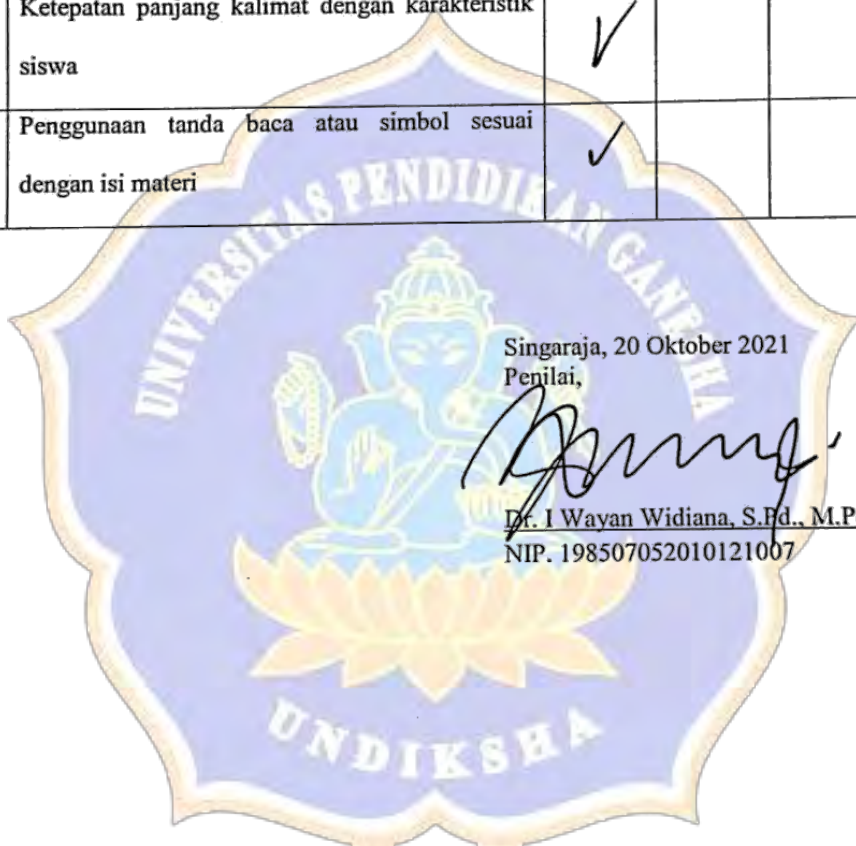 Ketepatan panjang kalimat dengan karakteristik
siswa
Penggunaan tanda baca atau simbol sesuai
dengan isi materi
UNIVERSITAS PENDIDIKAN GANESHA
Singaraja, 20 Oktober 2021
Penilai,
Dr. I Wayan Widiana, S.Pd., M.P
NIP. 198507052010121007
UNDIKSHA